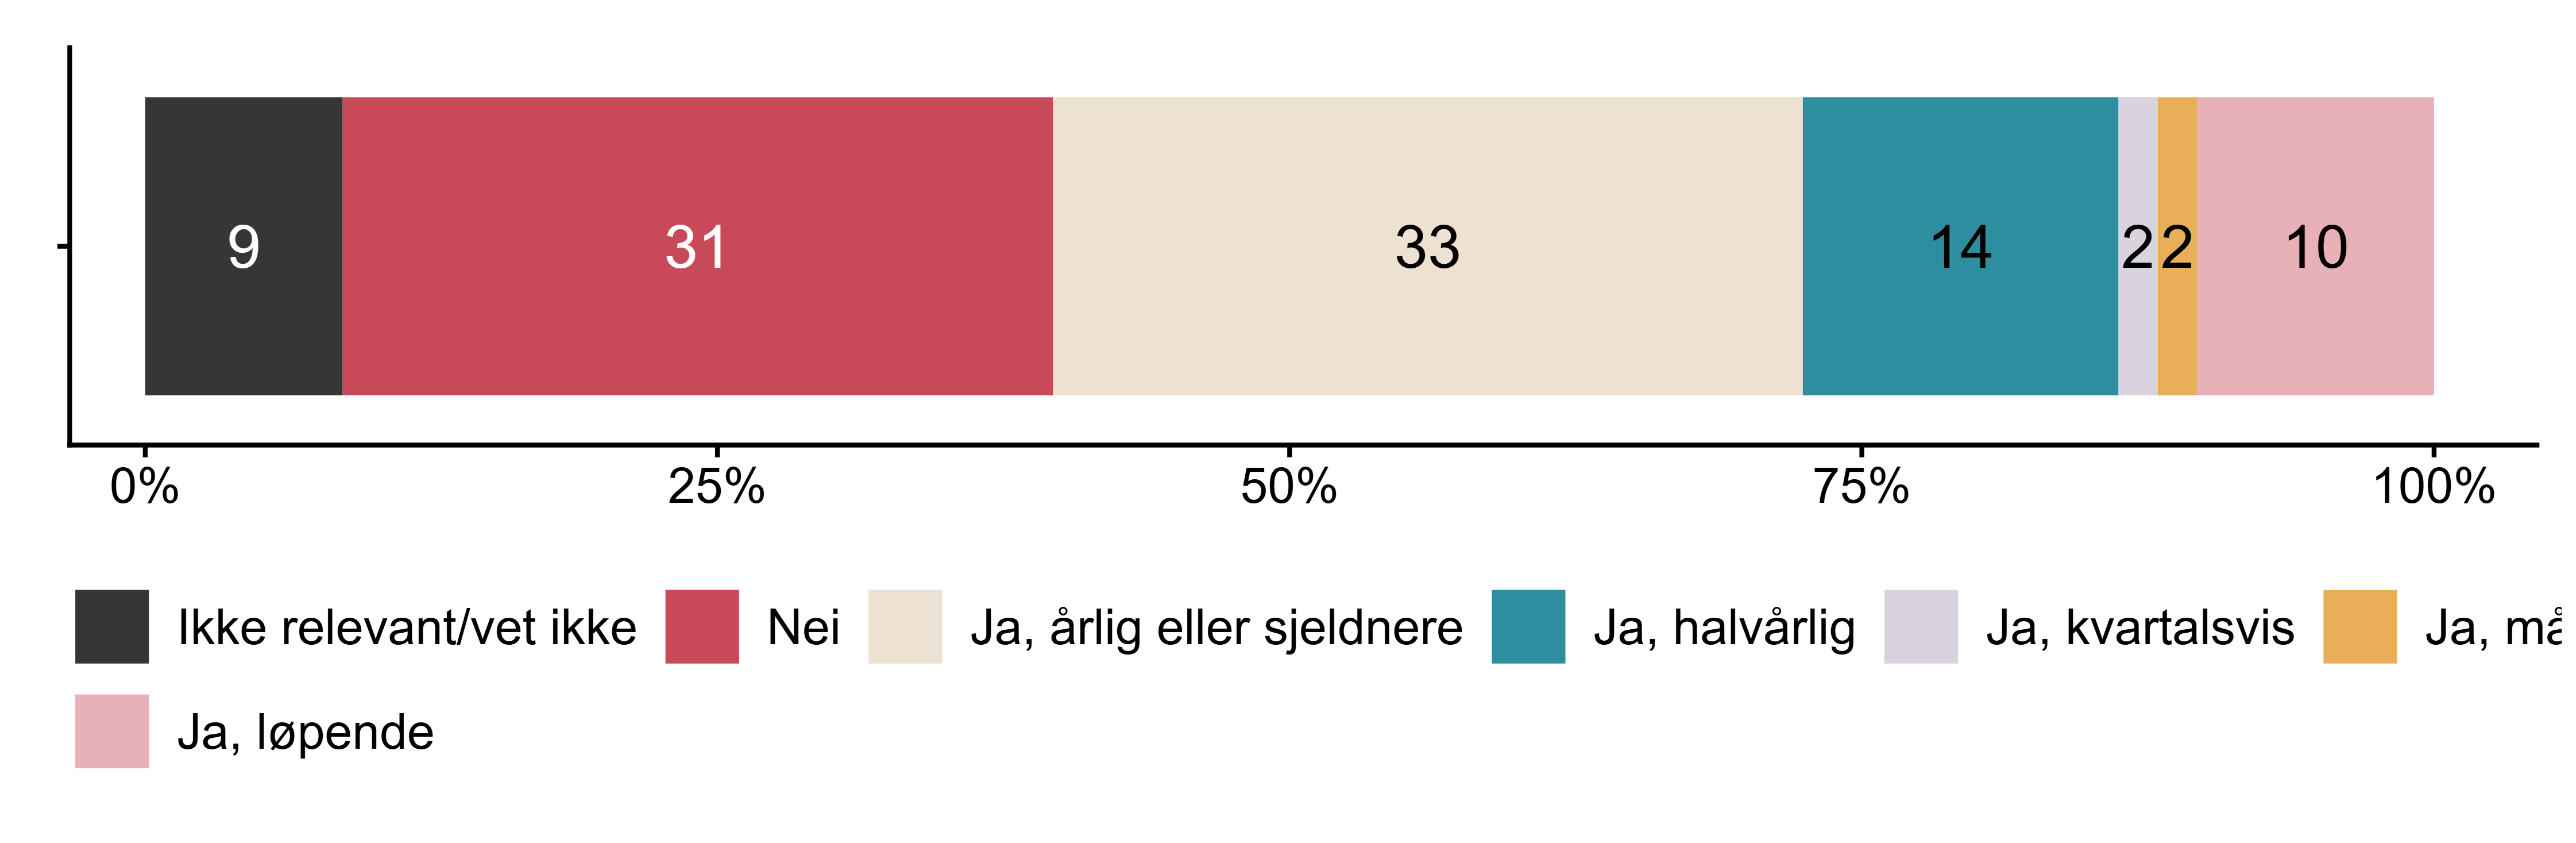 9 31 33 14 2 2 10
0% 25% 50% 75% 100%
Ikke relevant/vet ikke Nei Ja, årlig eller sjeldnere Ja, halvårlig Ja, kvartalsvis Ja,
Ja, løpende